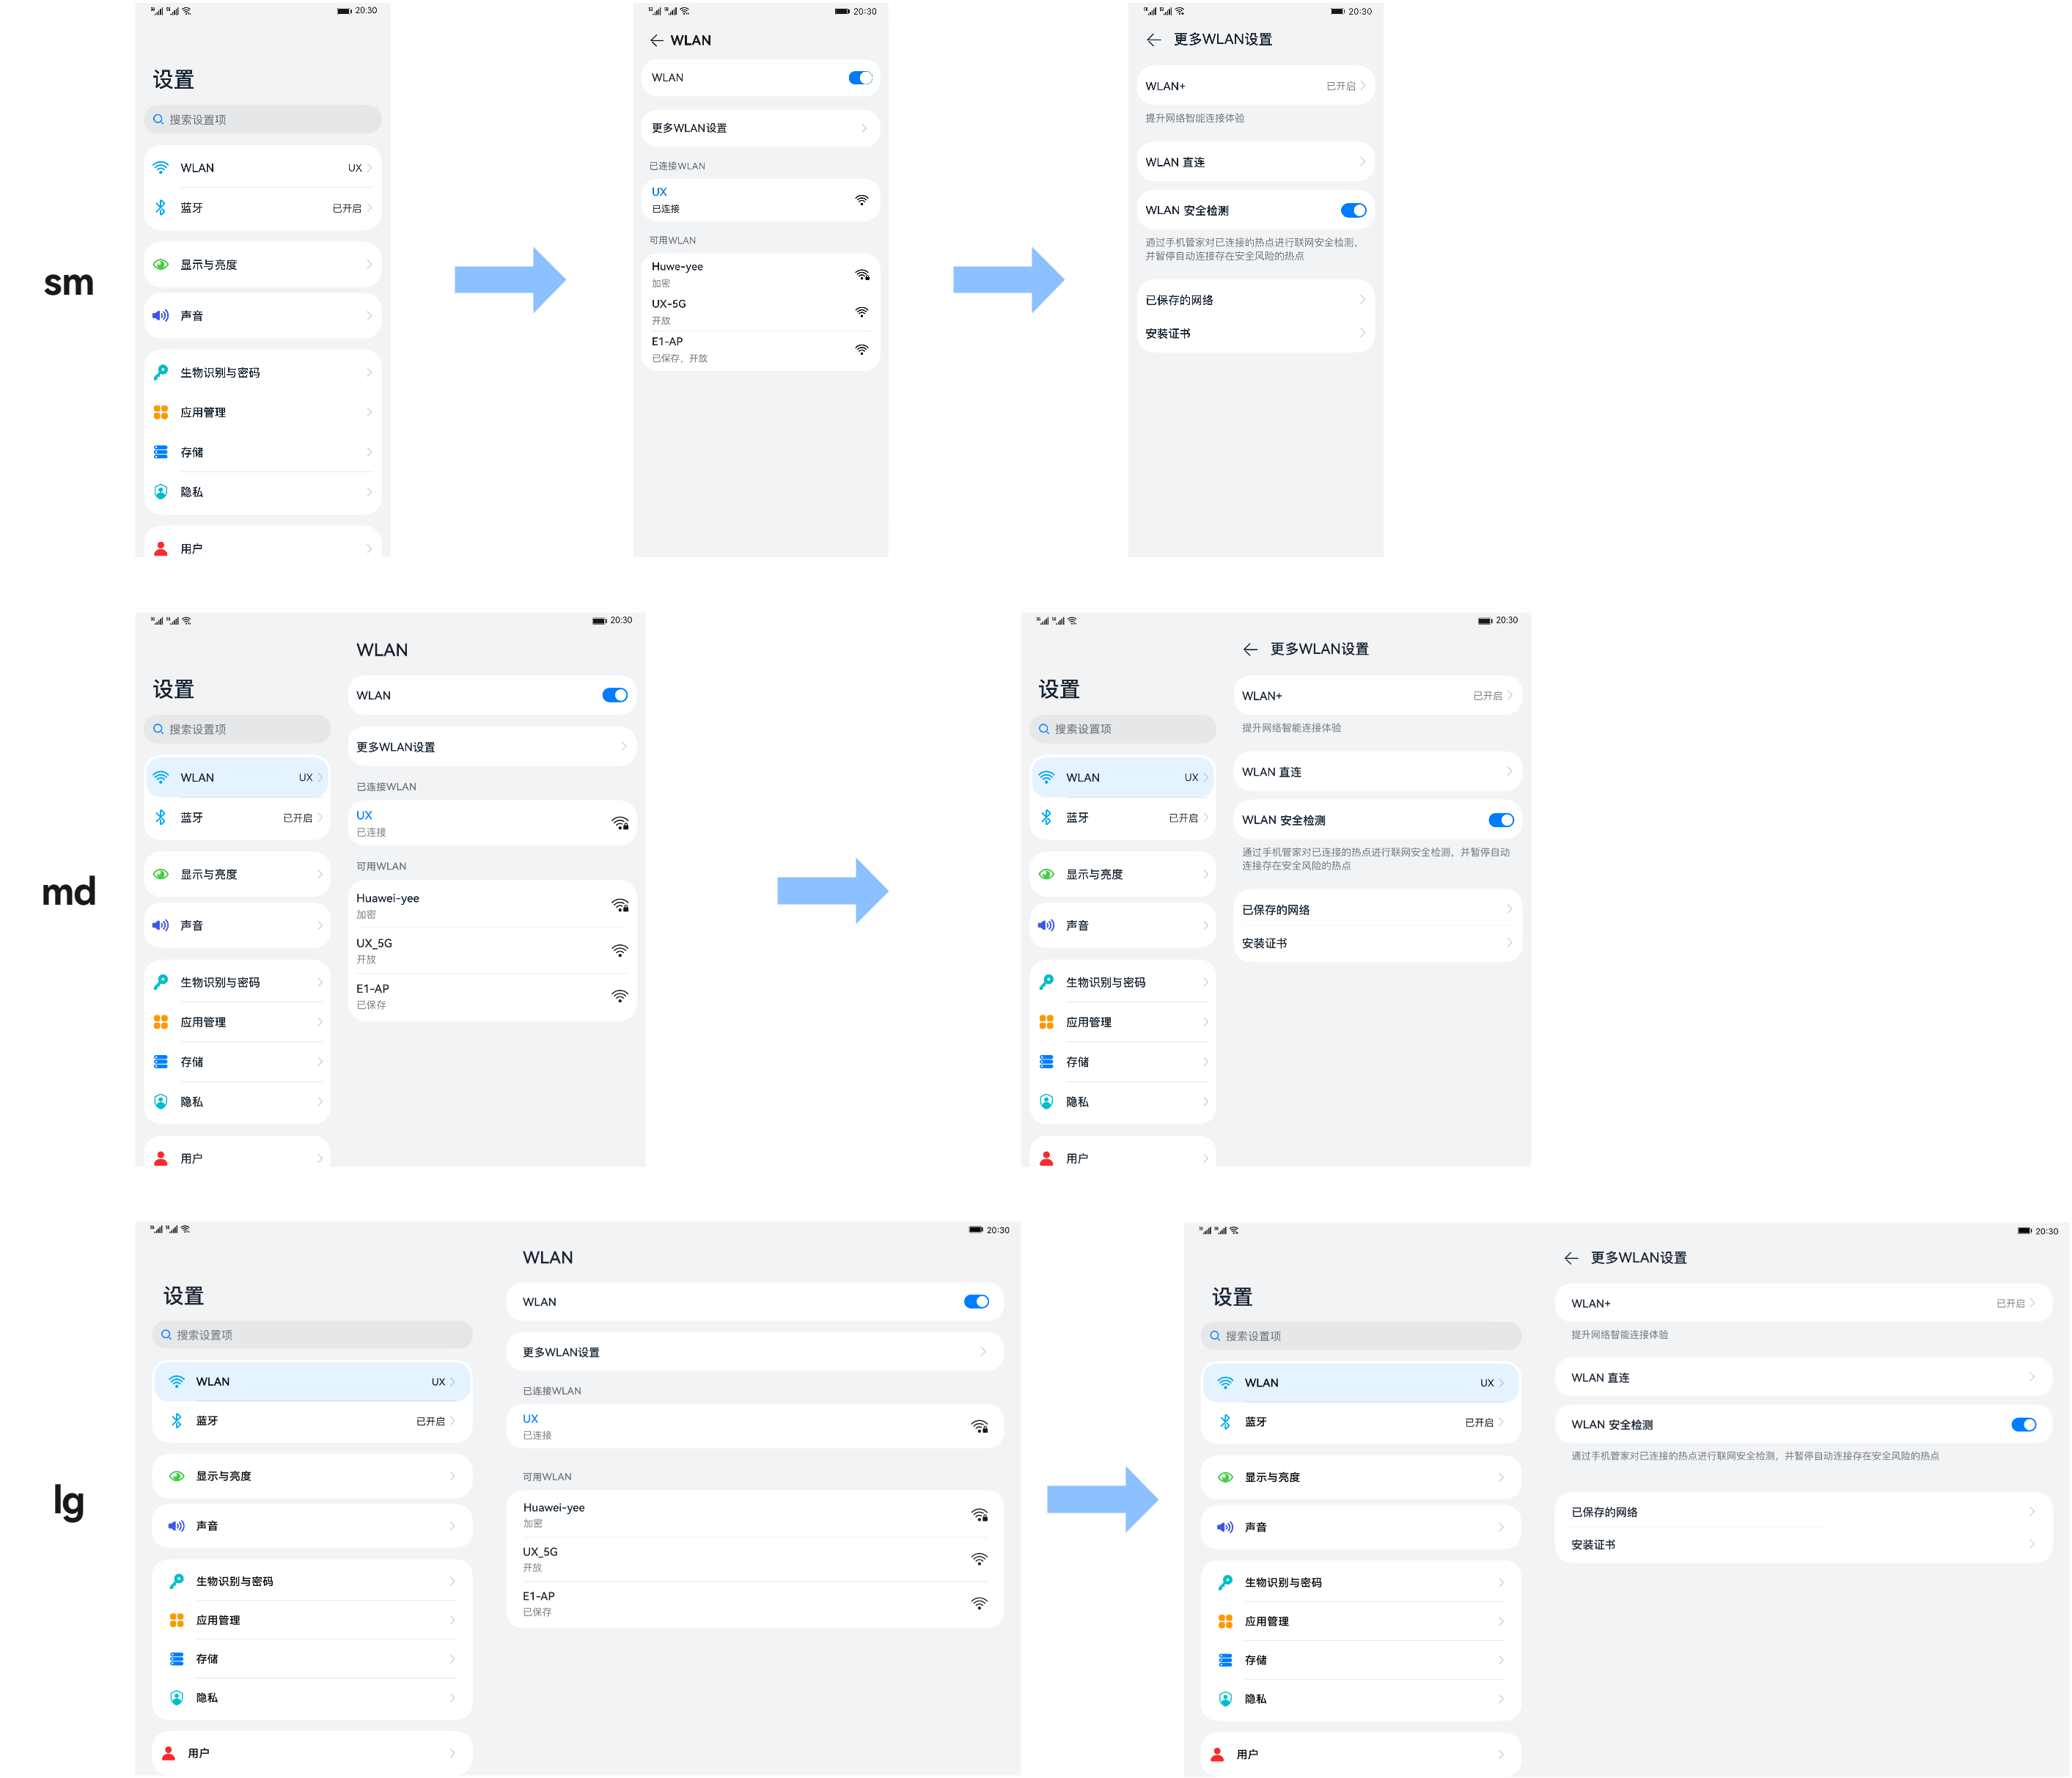 sm
20:30
设置
搜索设置项
WLAN UX
蓝牙 已开启
显示与亮度
声音
生物识别与密码
应用管理
存储
隐私
用户
20:30
WLAN
WLAN
更多WLAN设置
已连接WLAN
UX
已连接
可用WLAN
Huwe-yee
加密
UX-5G
开放
E1-AP
已保存，开放
20:30
更多WLAN设置
WLAN+ 已开启
提升网络智能连接体验
WLAN 直连
WLAN 安全检测
通过手机管家对已连接的热点进行联网安全检测，
并暂停自动连接存在安全风险的热点
已保存的网络
安装证书
md
20:30
设置
搜索设置项
WLAN UX
蓝牙 已开启
显示与亮度
声音
生物识别与密码
应用管理
存储
隐私
用户
WLAN
WLAN
更多WLAN设置
已连接WLAN
UX
已连接
可用WLAN
Huawei-yee
加密
UX_5G
开放
E1-AP
已保存
20:30
设置
搜索设置项
WLAN UX
蓝牙 已开启
显示与亮度
声音
生物识别与密码
应用管理
存储
隐私
用户
更多WLAN设置
WLAN+ 已开启
提升网络智能连接体验
WLAN 直连
WLAN 安全检测
通过手机管家对已连接的热点进行联网安全检测，并暂停自动
连接存在安全风险的热点
已保存的网络
安装证书
lg
20:30
设置
搜索设置项
WLAN UX
蓝牙 已开启
显示与亮度
声音
生物识别与密码
应用管理
存储
隐私
用户
WLAN
WLAN
更多WLAN设置
已连接WLAN
UX
已连接
可用WLAN
Huawei-yee
加密
UX_5G
开放
E1-AP
已保存
20:30
设置
搜索设置项
WLAN UX
蓝牙 已开启
显示与亮度
声音
生物识别与密码
应用管理
存储
隐私
用户
更多WLAN设置
WLAN+ 已开启
提升网络智能连接体验
WLAN 直连
WLAN 安全检测
通过手机管家对已连接的热点进行联网安全检测，并暂停自动连接存在安全风险的热点
已保存的网络
安装证书